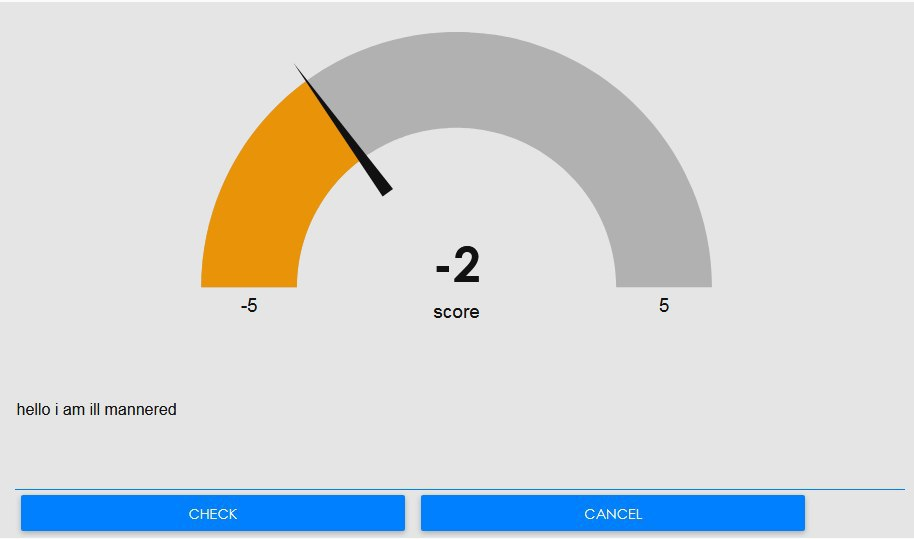 -2
-5
score
5
hello i am ill mannered
CHECK
CANCEL